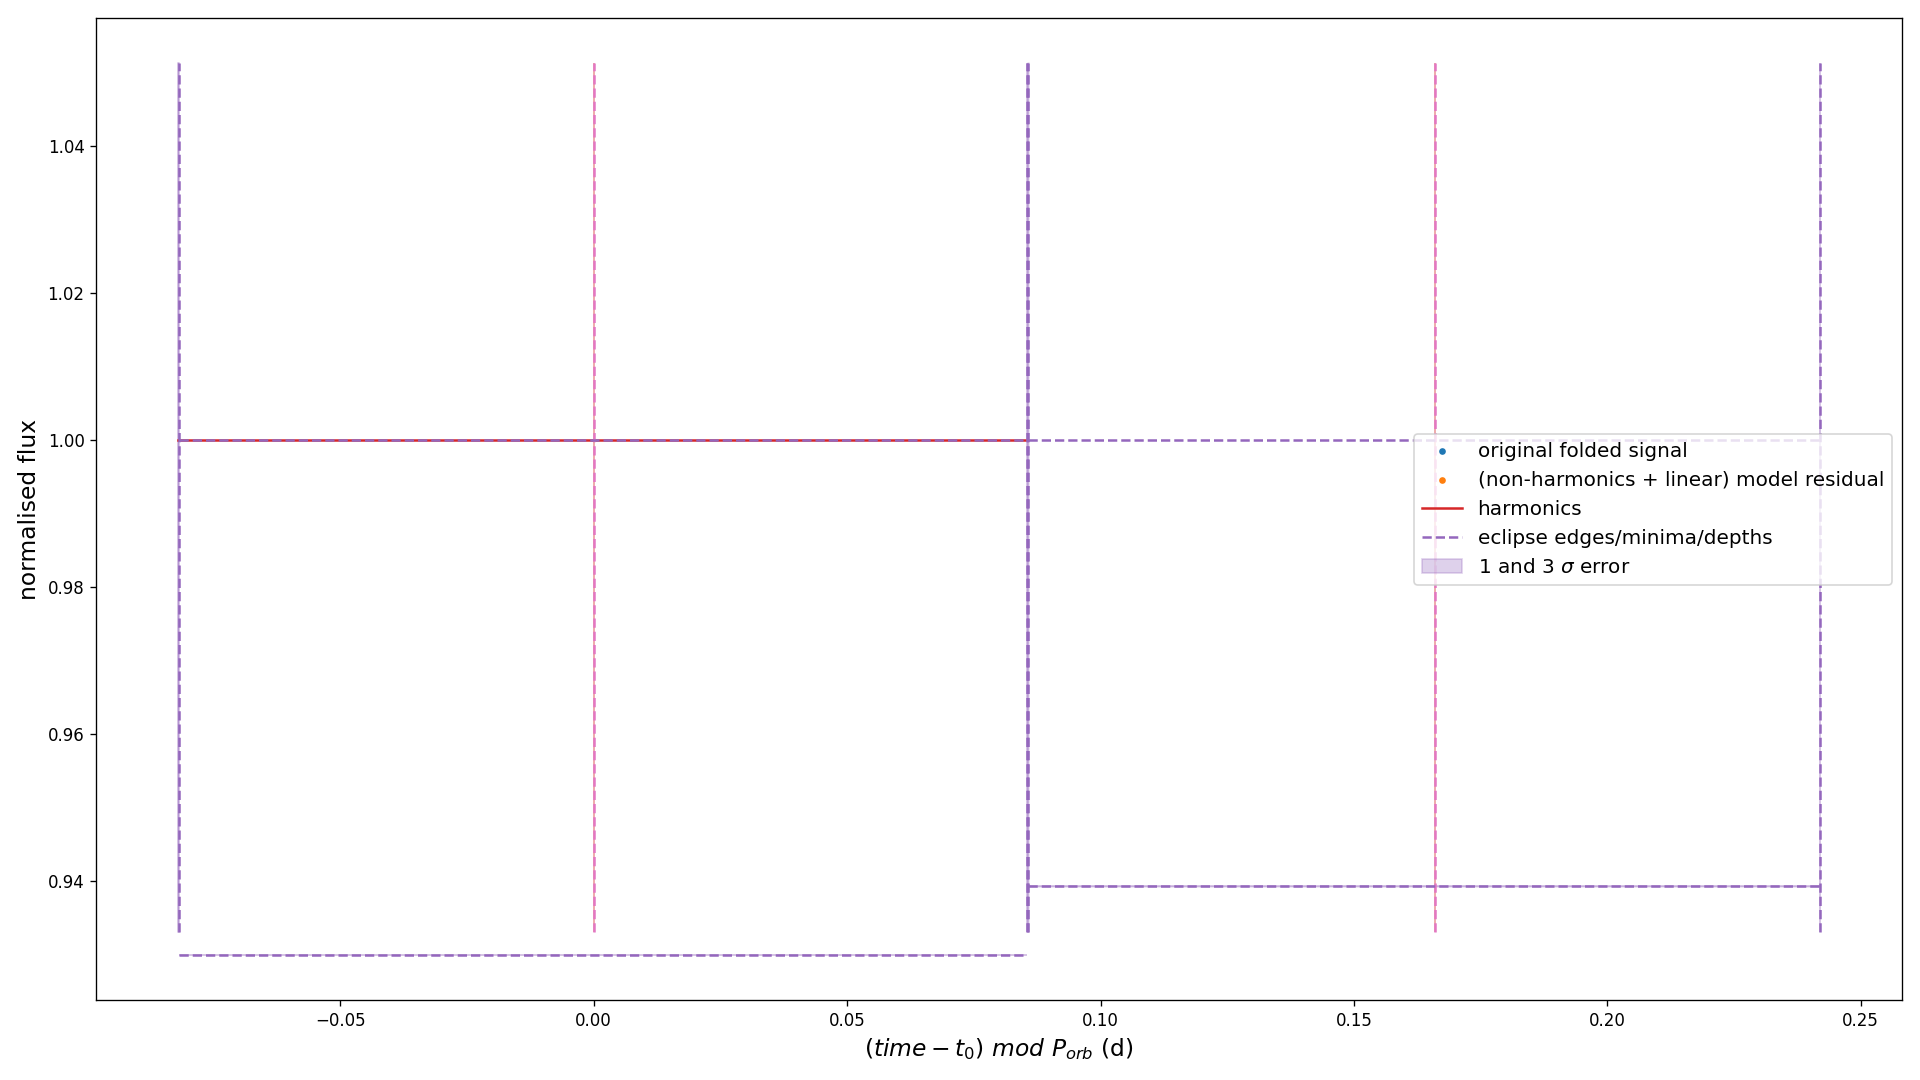 1.04
1.02
1.00
0.98
0.96
0.94
normalised flux
original folded signal
(non-harmonics + linear) model residual
harmonics
eclipse edges/minima/depths
1 and 3 σ error
−0.05
0.00
0.05
0.10
0.15
0.20
0.25
(time − t₀) mod Pₒᵣb (d)